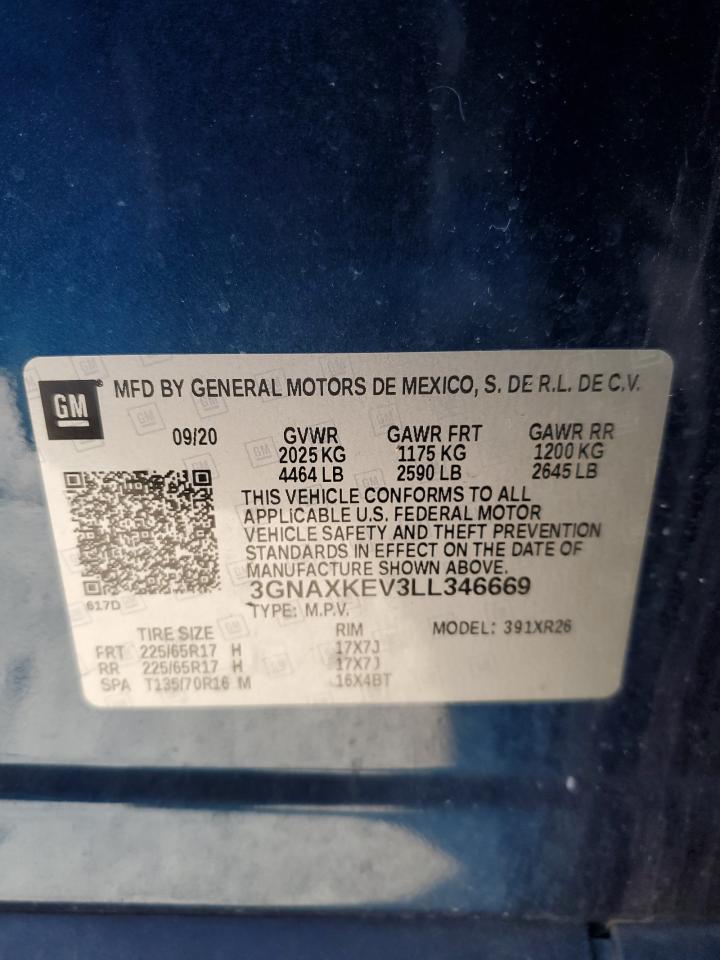 GM® MFD BY GENERAL MOTORS DE MEXICO, S. DE R.L. DE C.V.
09/20 GVWR GAWR FRT GAWR RR
2025 KG 1175 KG 1200 KG
4464 LB 2590 LB 2645 LB
THIS VEHICLE CONFORMS TO ALL
APPLICABLE U.S. FEDERAL MOTOR
VEHICLE SAFETY AND THEFT PREVENTION
STANDARDS IN EFFECT ON THE DATE OF
MANUFACTURE SHOWN ABOVE.
3GNAXKEV3LL346669
617D TYPE: M.P.V.
TIRE SIZE RIM MODEL: 391XR26
FRT 225/65R17 H 17X7J
RR 225/65R17 H 17X7J
SPA T135/70R16 M 16X4BT